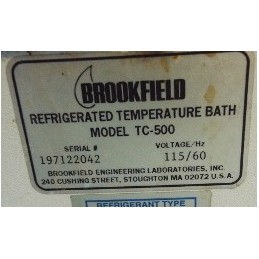 BROOKFIELD
REFRIGERATED TEMPERATURE BATH
MODEL TC-500
SERIAL # VOLTAGE/Hz
197122042 115/60
BROOKFIELD ENGINEERING LABORATORIES, INC.
240 CUSHING STREET, STOUGHTON MA 02072 U.S.A.
REFRIGERANT TYPE